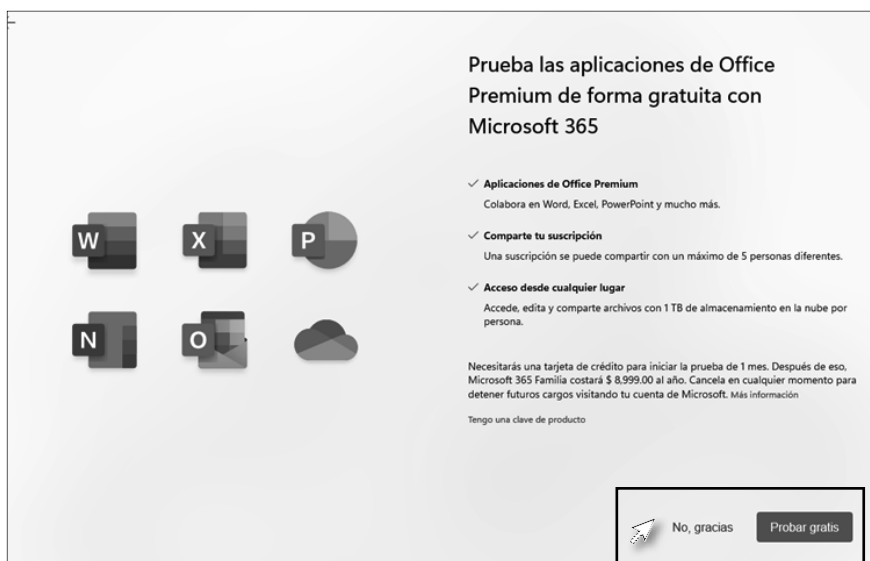 Prueba las aplicaciones de Office
Premium de forma gratuita con
Microsoft 365
Aplicaciones de Office Premium
Colabora en Word, Excel, PowerPoint y mucho más.
Comparte tu suscripción
Una suscripción se puede compartir con un máximo de 5 personas diferentes.
Acceso desde cualquier lugar
Accede, edita y comparte archivos con 1 TB de almacenamiento en la nube por
persona.
W
X
P
N
O
Necesitarás una tarjeta de crédito para iniciar la prueba de 1 mes. Después de eso,
Microsoft 365 Familia costará $ 8,999.00 al año. Cancela en cualquier momento para
detener futuros cargos visitando tu cuenta de Microsoft. Más información
Tengo una clave de producto
No, gracias
Probar gratis